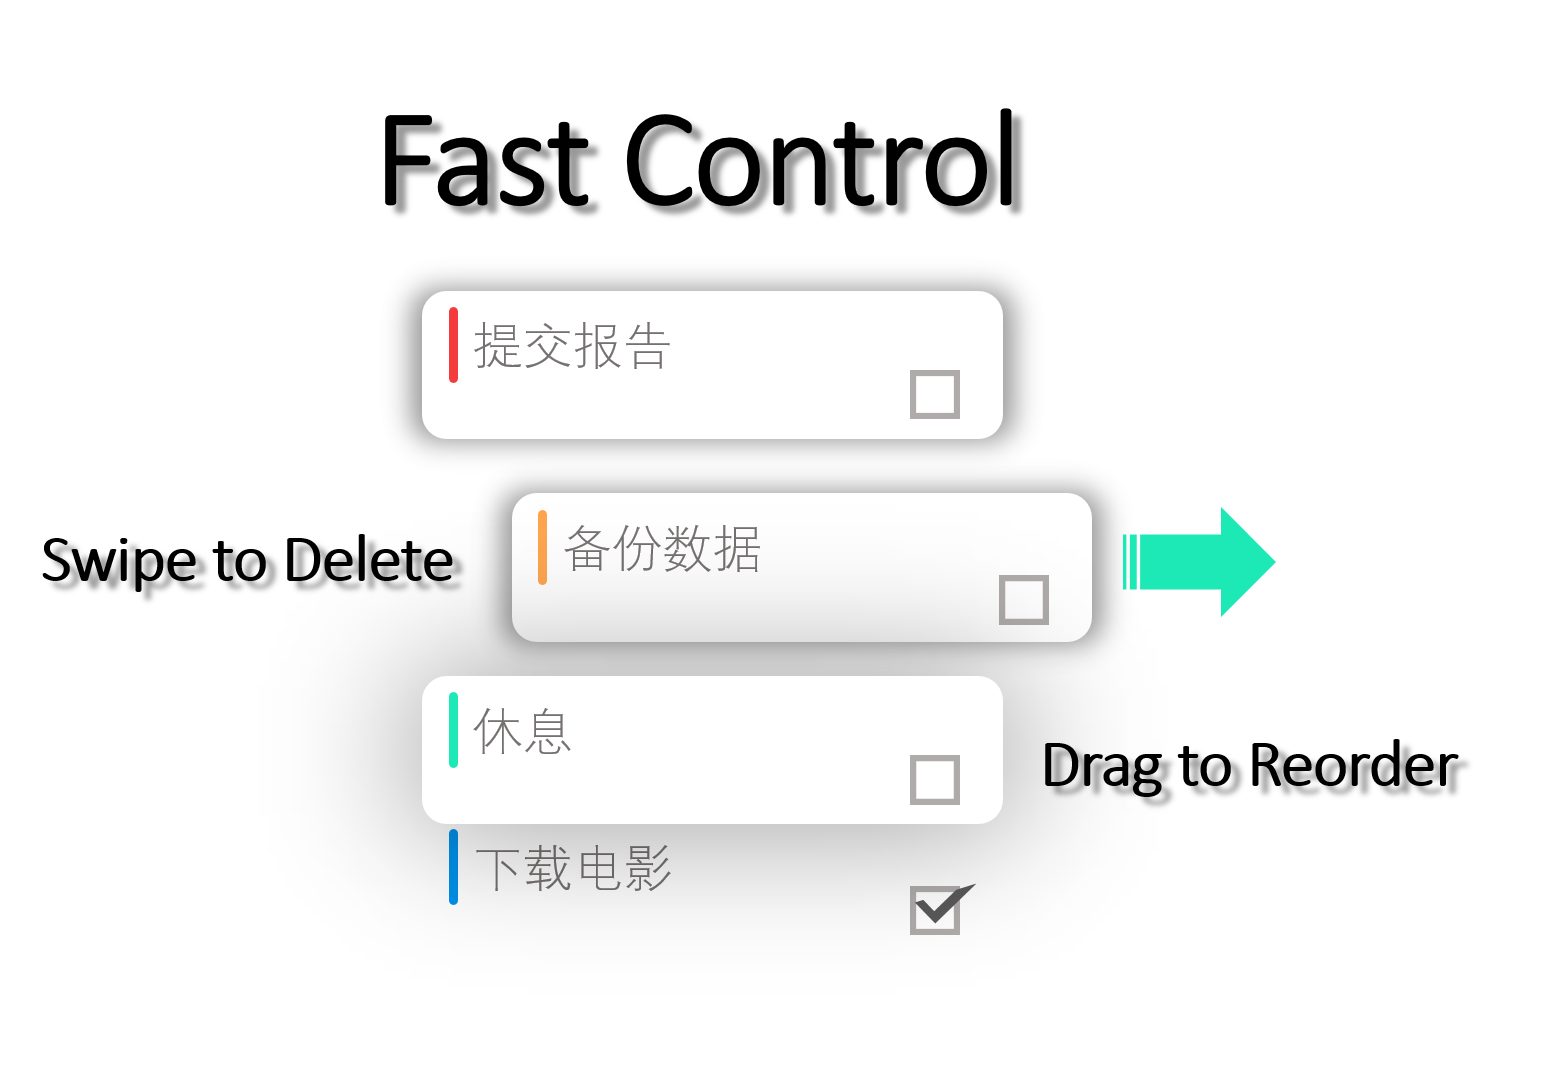 Fast Control
提交报告
Swipe to Delete
备份数据
休息
Drag to Reorder
下载电影